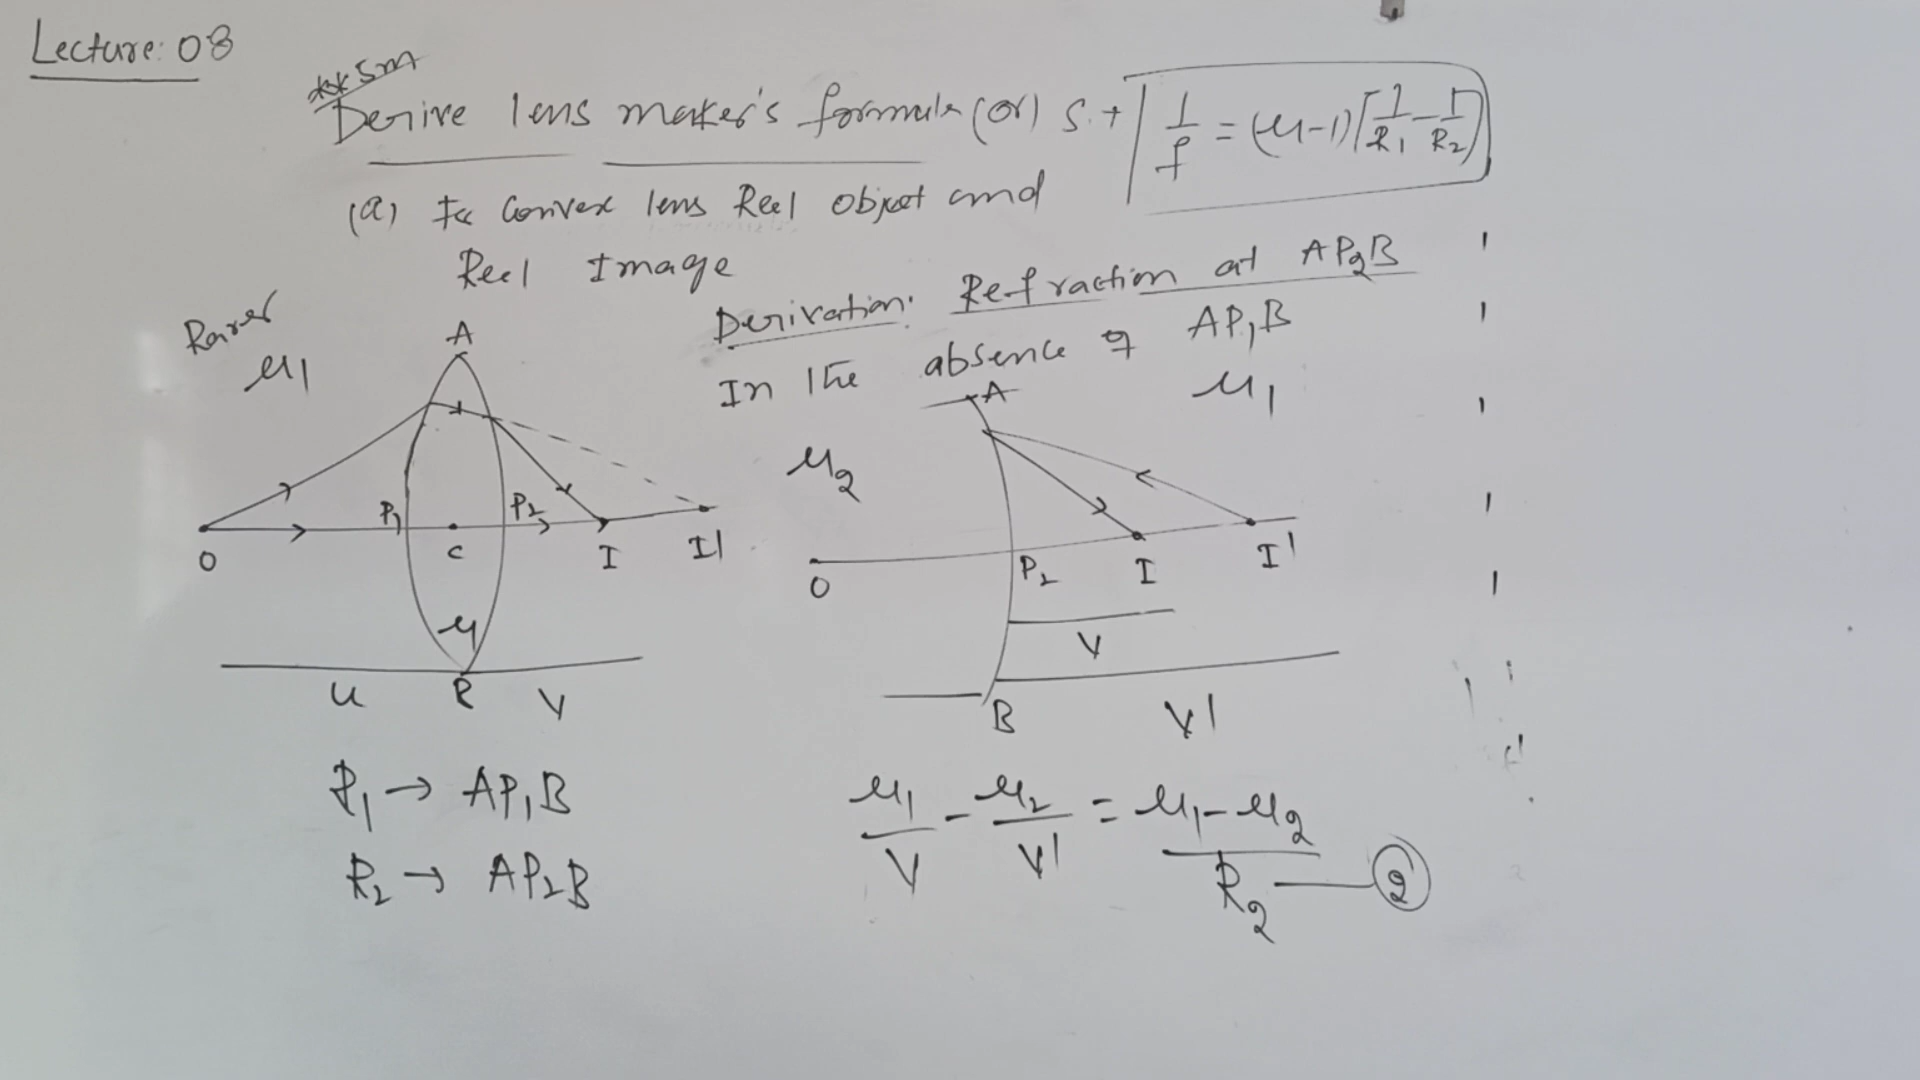 Lecture: 08
** 5m
Derive lens maker's formula (or) S.t 1/f = (μ-1)[1/R1 - 1/R2]
(a) For Convex lens Real object and
Real Image
Rarer
μ1
A
P1
P2
O
C
I
I'
μ
u
B
V
R1 → AP1B
R2 → AP2B
Derivation: Refraction at AP2B
In the absence of AP1B
A
μ1
μ2
O
P2
I
I'
V
B
V'
μ1/V - μ2/V' = μ1-μ2/R2 — 2